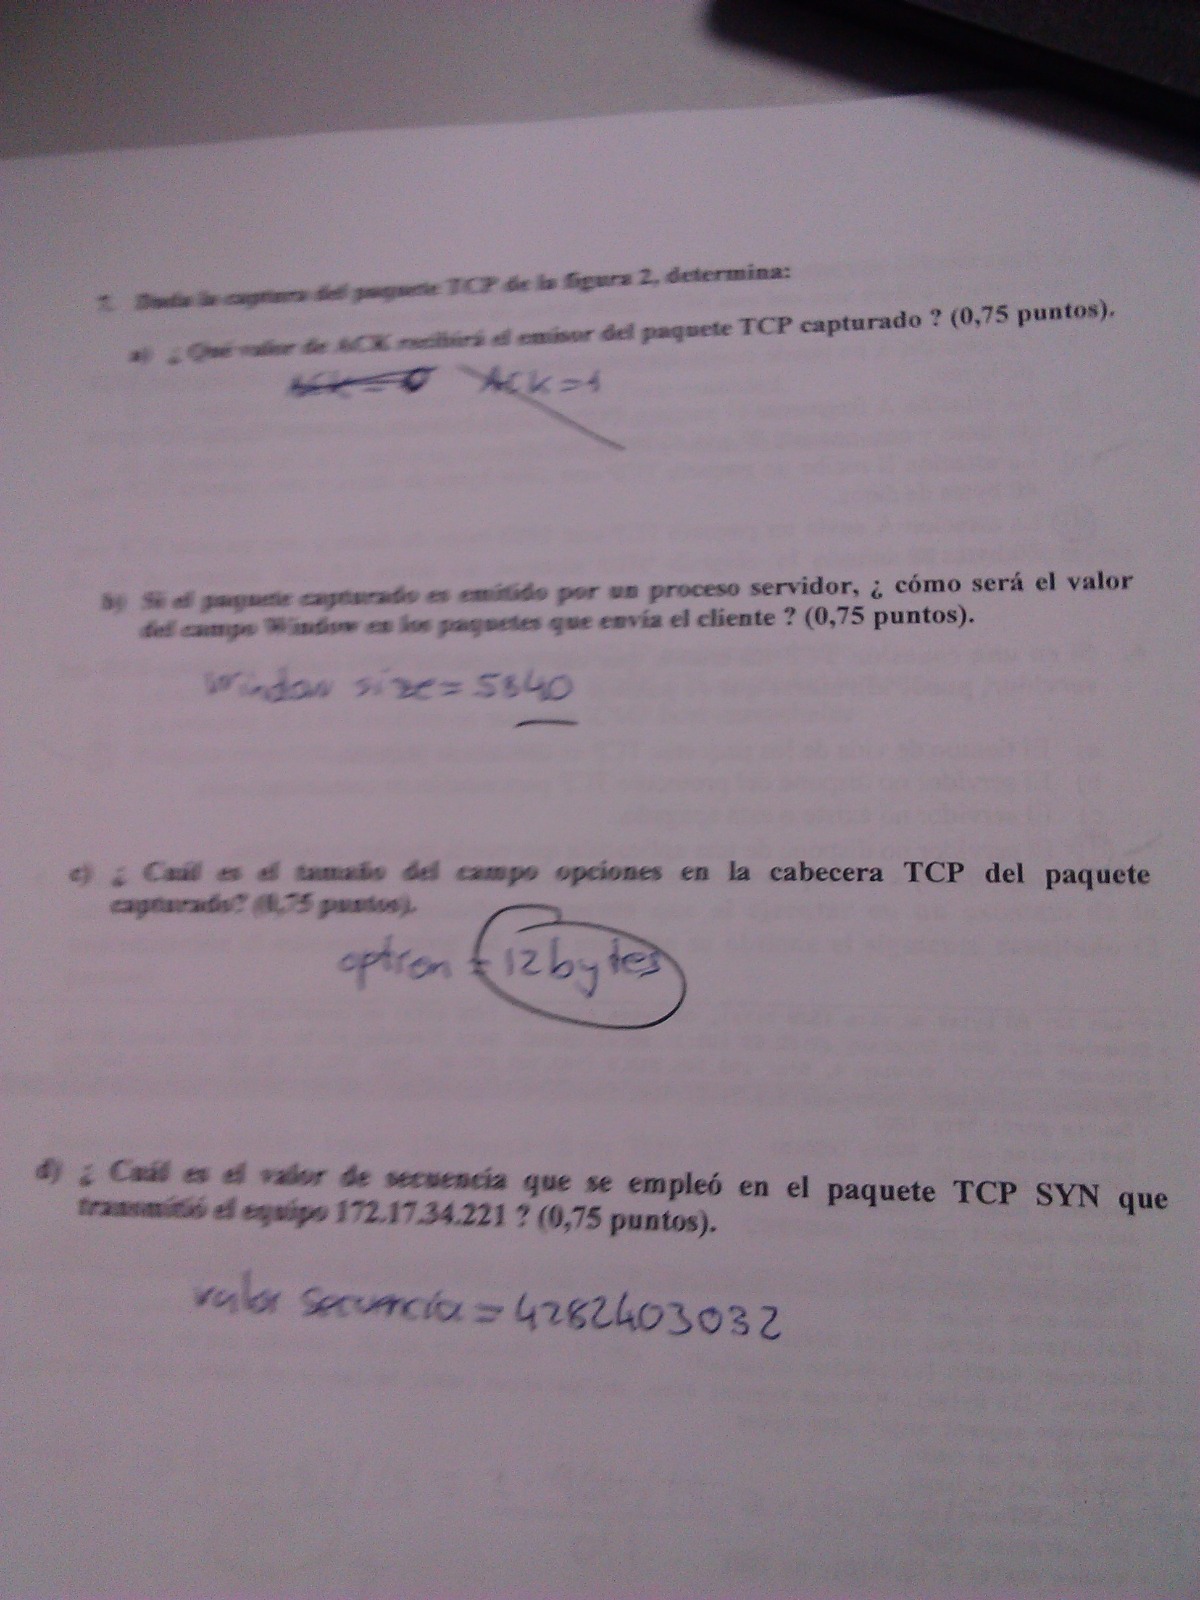 7. Dada la captura del paquete TCP de la figura 2, determina:
a) ¿ Qué valor de ACK recibirá el emisor del paquete TCP capturado ? (0,75 puntos).
ACK = 0 ACK = 1
b) Si el paquete capturado es emitido por un proceso servidor, ¿ cómo será el valor
del campo Window en los paquetes que envía el cliente ? (0,75 puntos).
Window size = 5840
c) ¿ Cuál es el tamaño del campo opciones en la cabecera TCP del paquete
capturado? (0,75 puntos).
option = 12 bytes
d) ¿ Cuál es el valor de secuencia que se empleó en el paquete TCP SYN que
transmitió el equipo 172.17.34.221 ? (0,75 puntos).
valor secuencia = 4282403032